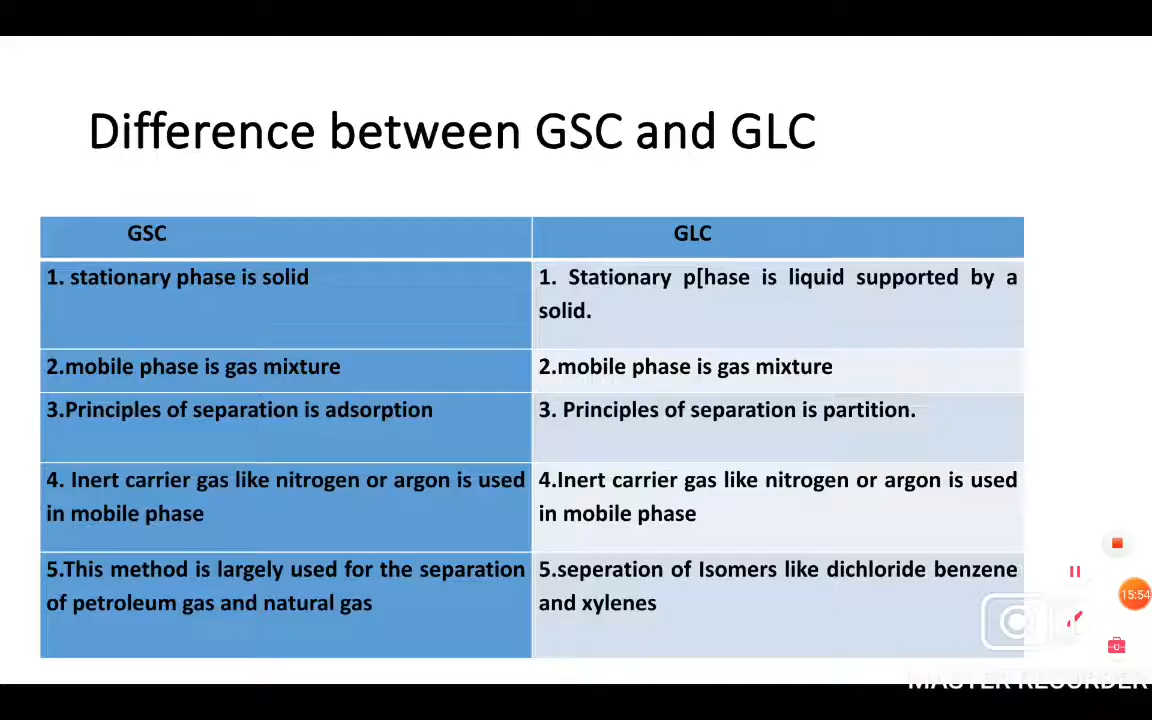 Difference between GSC and GLC
GSC
GLC
1. stationary phase is solid
1. Stationary p[hase is liquid supported by a
solid.
2.mobile phase is gas mixture
2.mobile phase is gas mixture
3.Principles of separation is adsorption
3. Principles of separation is partition.
4. Inert carrier gas like nitrogen or argon is used
in mobile phase
4.Inert carrier gas like nitrogen or argon is used
in mobile phase
5.This method is largely used for the separation
of petroleum gas and natural gas
5.seperation of Isomers like dichloride benzene
and xylenes
15:54
MASTER RECORDER